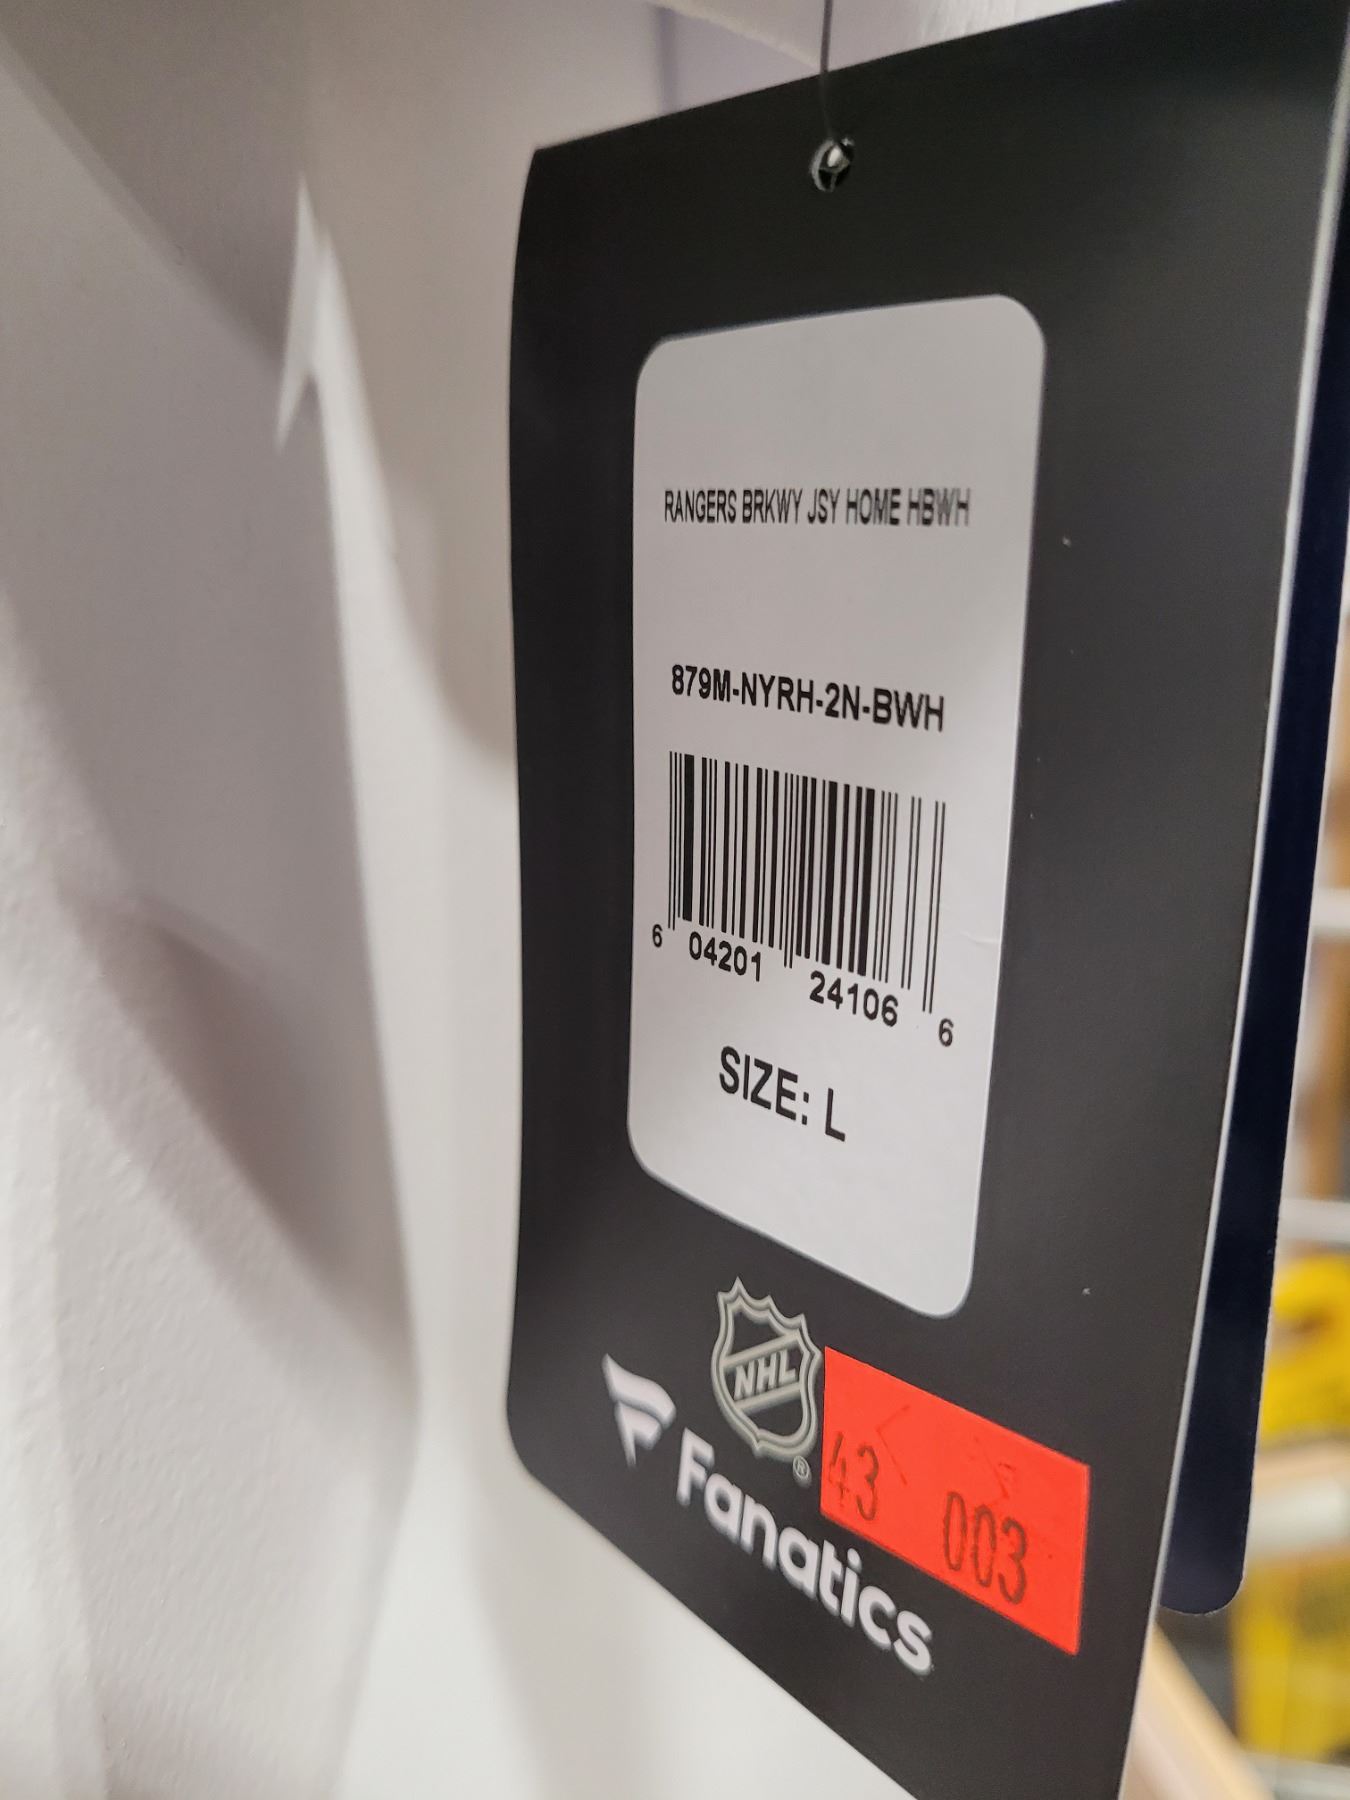 RANGERS BRKWY JSY HOME HBWH
879M-NYRH-2N-BWH
6 04201 24106 6
SIZE: L
NHL
®
Fanatics
43 003